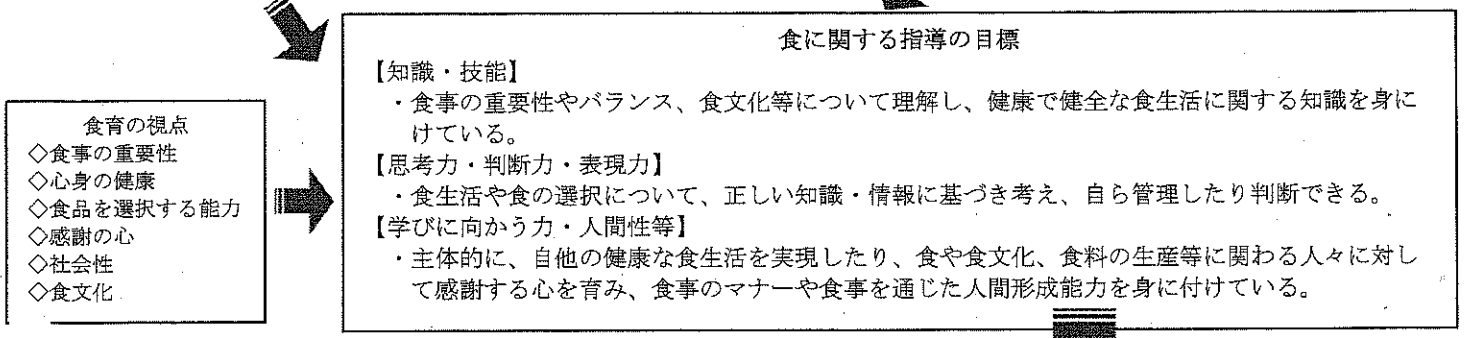 食育の視点
◇食事の重要性
◇心身の健康
◇食品を選択する能力
◇感謝の心
◇社会性
◇食文化
食に関する指導の目標
【知識・技能】
・食事の重要性やバランス、食文化等について理解し、健康で健全な食生活に関する知識を身に
けている。
【思考力・判断力・表現力】
・食生活や食の選択について、正しい知識・情報に基づき考え、自ら管理したり判断できる。
【学びに向かう力・人間性等】
・主体的に、自他の健康な食生活を実現したり、食や食文化、食料の生産等に関わる人々に対し
て感謝する心を育み、食事のマナーや食事を通じた人間形成能力を身に付けている。